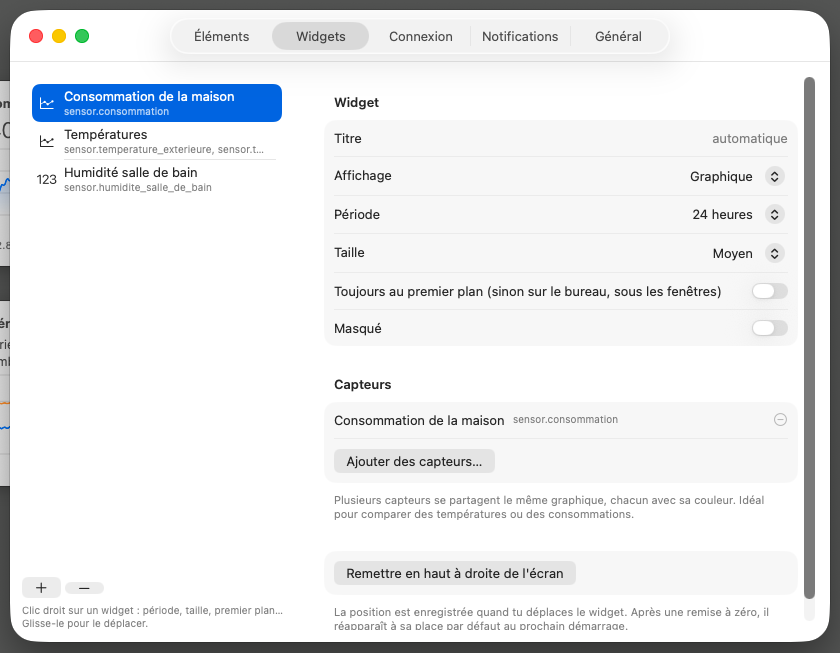 Éléments
Widgets
Connexion
Notifications
Général
Consommation de la maison
sensor.consommation
Températures
sensor.temperature_exterieure, sensor.t...
123
Humidité salle de bain
sensor.humidite_salle_de_bain
Clic droit sur un widget : période, taille, premier plan...
Glisse-le pour le déplacer.
Widget
Titre
automatique
Affichage
Graphique
Période
24 heures
Taille
Moyen
Toujours au premier plan (sinon sur le bureau, sous les fenêtres)
Masqué
Capteurs
Consommation de la maison sensor.consommation
Ajouter des capteurs...
Plusieurs capteurs se partagent le même graphique, chacun avec sa couleur. Idéal
pour comparer des températures ou des consommations.
Remettre en haut à droite de l'écran
La position est enregistrée quand tu déplaces le widget. Après une remise à zéro, il
réapparaît à sa place par défaut au prochain démarrage.